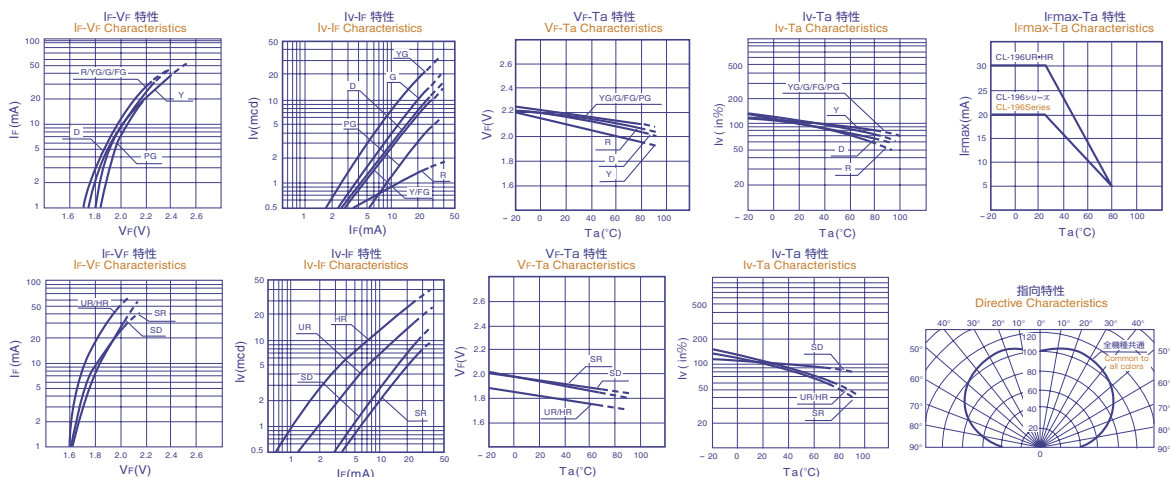 IF-VF 特性
IF-VF Characteristics
100
50
IF (mA)
R/YG/G/FG
Y
20
10
D
5
PG
2
1
1.6 1.8 2.0 2.2 2.4 2.6
VF(V)
Iv-IF 特性
Iv-IF Characteristics
50
YG
20
G
D
10
Iv(mcd)
5
PG
2
R
1
Y/FG
0.5
1 2 5 10 20 50
IF(mA)
VF-Ta 特性
VF-Ta Characteristics
2.6
2.4
YG/G/FG/PG
2.2
VF(V)
2.0
R
D
1.8
Y
1.6
− 20 0 20 40 60 80 100
Ta(°C)
Iv-Ta 特性
Iv-Ta Characteristics
500
YG/G/FG/PG
200
Y
100
Iv ( in%)
50
D
R
20
− 20 0 20 40 60 80 100
Ta(°C)
IFmax-Ta 特性
IFmax-Ta Characteristics
CL-196UR•HR
30
25
CL-196シリーズ
CL-196Series
20
IFmax(mA)
15
10
5
− 20 0 20 40 60 80 100 120
Ta(°C)
IF-VF 特性
IF-VF Characteristics
100
50
UR/HR
SR
SD
20
IF (mA)
10
5
2
1
1.6 1.8 2.0 2.2 2.4 2.6
VF(V)
Iv-IF 特性
Iv-IF Characteristics
50
20
HR
UR
10
Iv(mcd)
5
SD
2
SR
1
0.5
1 2 5 10 20 50
IF(mA)
VF-Ta 特性
VF-Ta Characteristics
2.6
2.4
2.2
VF(V)
SR
SD
2.0
1.8
UR/HR
1.6
− 20 0 20 40 60 80 100
Ta(°C)
Iv-Ta 特性
Iv-Ta Characteristics
500
200
SD
100
Iv ( in%)
50
UR/HR
SR
20
− 20 0 20 40 60 80 100
Ta(°C)
指向特性
Directive Characteristics
40° 30° 20° 10° 0° 10° 20° 30° 40°
120
全機種共通
Common to
all colors
50° 100 50°
60° 80 60°
60
70° 40 70°
80° 20 80°
90° 0 90°